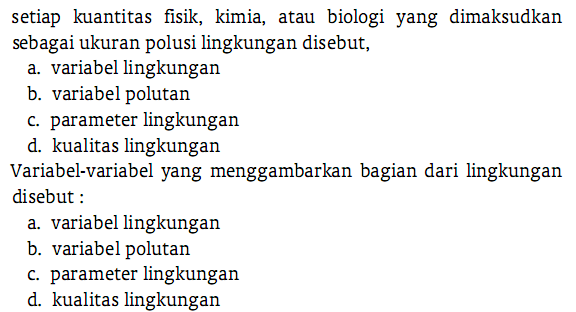 setiap kuantitas fisik, kimia, atau biologi yang dimaksudkan
sebagai ukuran polusi lingkungan disebut,
a. variabel lingkungan
b. variabel polutan
c. parameter lingkungan
d. kualitas lingkungan
Variabel-variabel yang menggambarkan bagian dari lingkungan
disebut :
a. variabel lingkungan
b. variabel polutan
c. parameter lingkungan
d. kualitas lingkungan